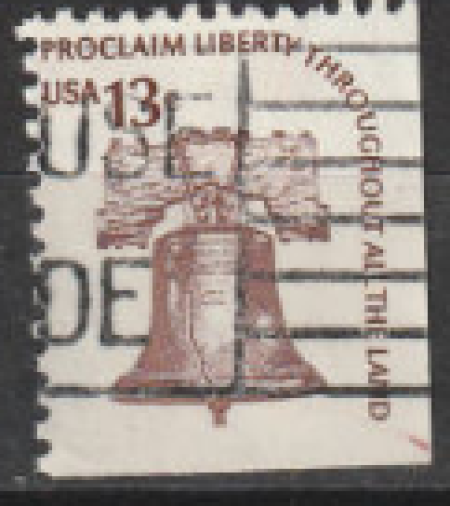 PROCLAIM LIBERTY THROUGHOUT ALL THE LAND
USA 13c
USE
DE